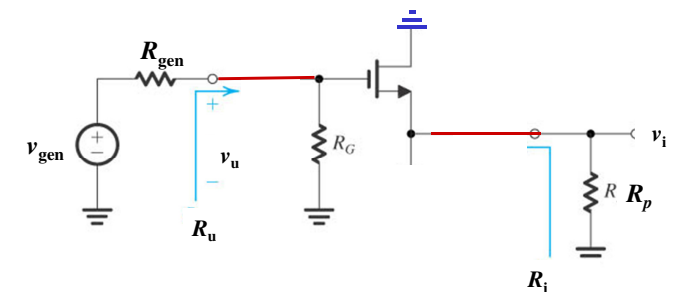 R_gen
+
R_G
v_gen
+
−
v_u
−
R_u
v_i
R R_p
R_i